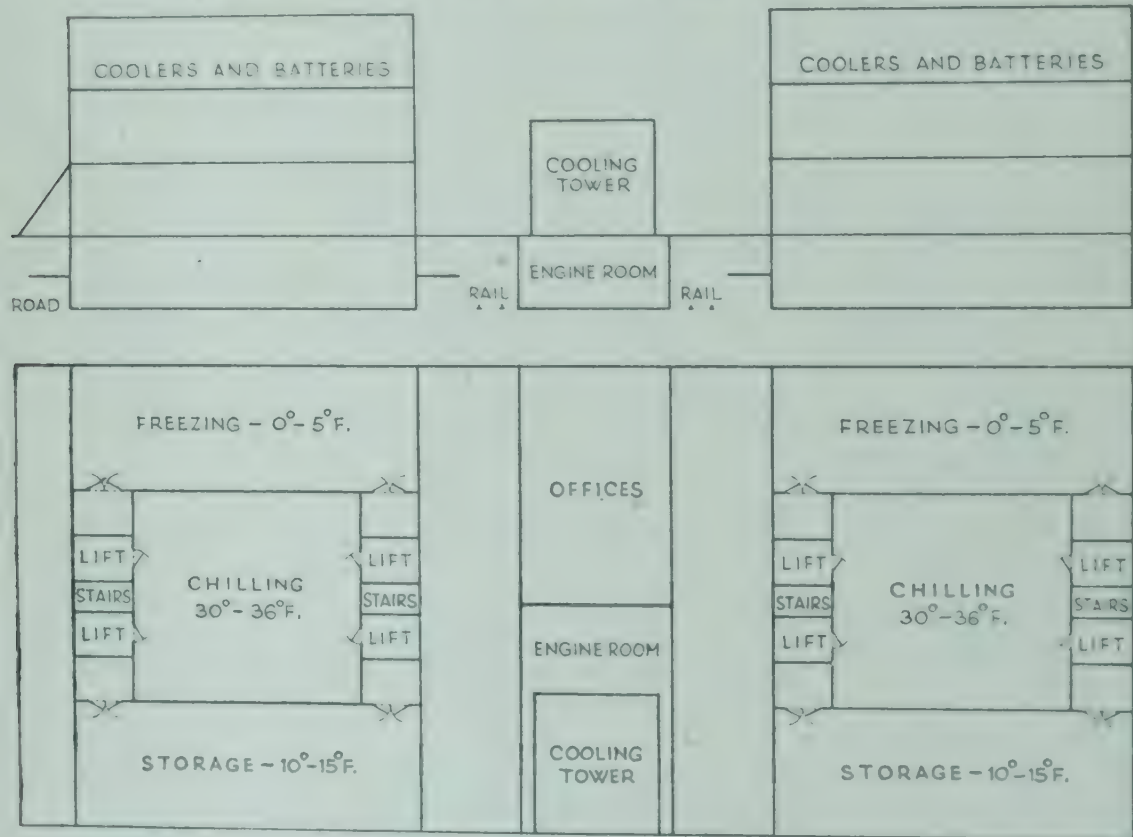 COOLERS AND BATTERIES
COOLERS AND BATTERIES
COOLING
TOWER
ENGINE ROOM
ROAD
RAIL
RAIL
FREEZING – 0°– 5°F.
FREEZING – 0°– 5°F.
OFFICES
LIFT
STAIRS
LIFT
CHILLING
30°– 36°F.
LIFT
STAIRS
LIFT
ENGINE ROOM
LIFT
STAIRS
LIFT
CHILLING
30°–36°F.
LIFT
STAIRS
LIFT
STORAGE – 10°–15°F.
COOLING
TOWER
STORAGE – 10°–15°F.